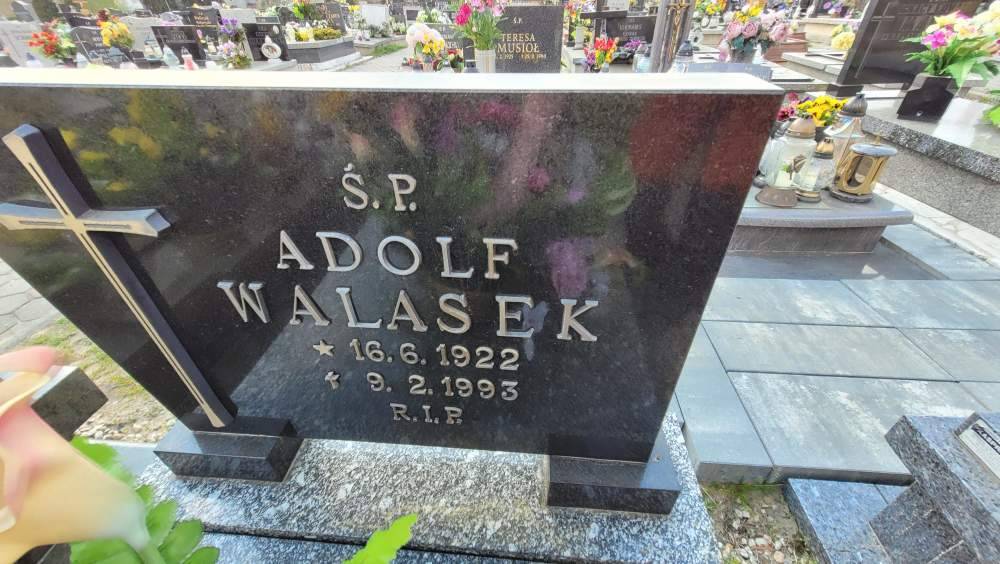 Ś.P.
TERESA
MUSIOŁ
Ś.P.
ADOLF
WALASEK
★ 16.6.1922
✝ 9.2.1993
R.I.P.